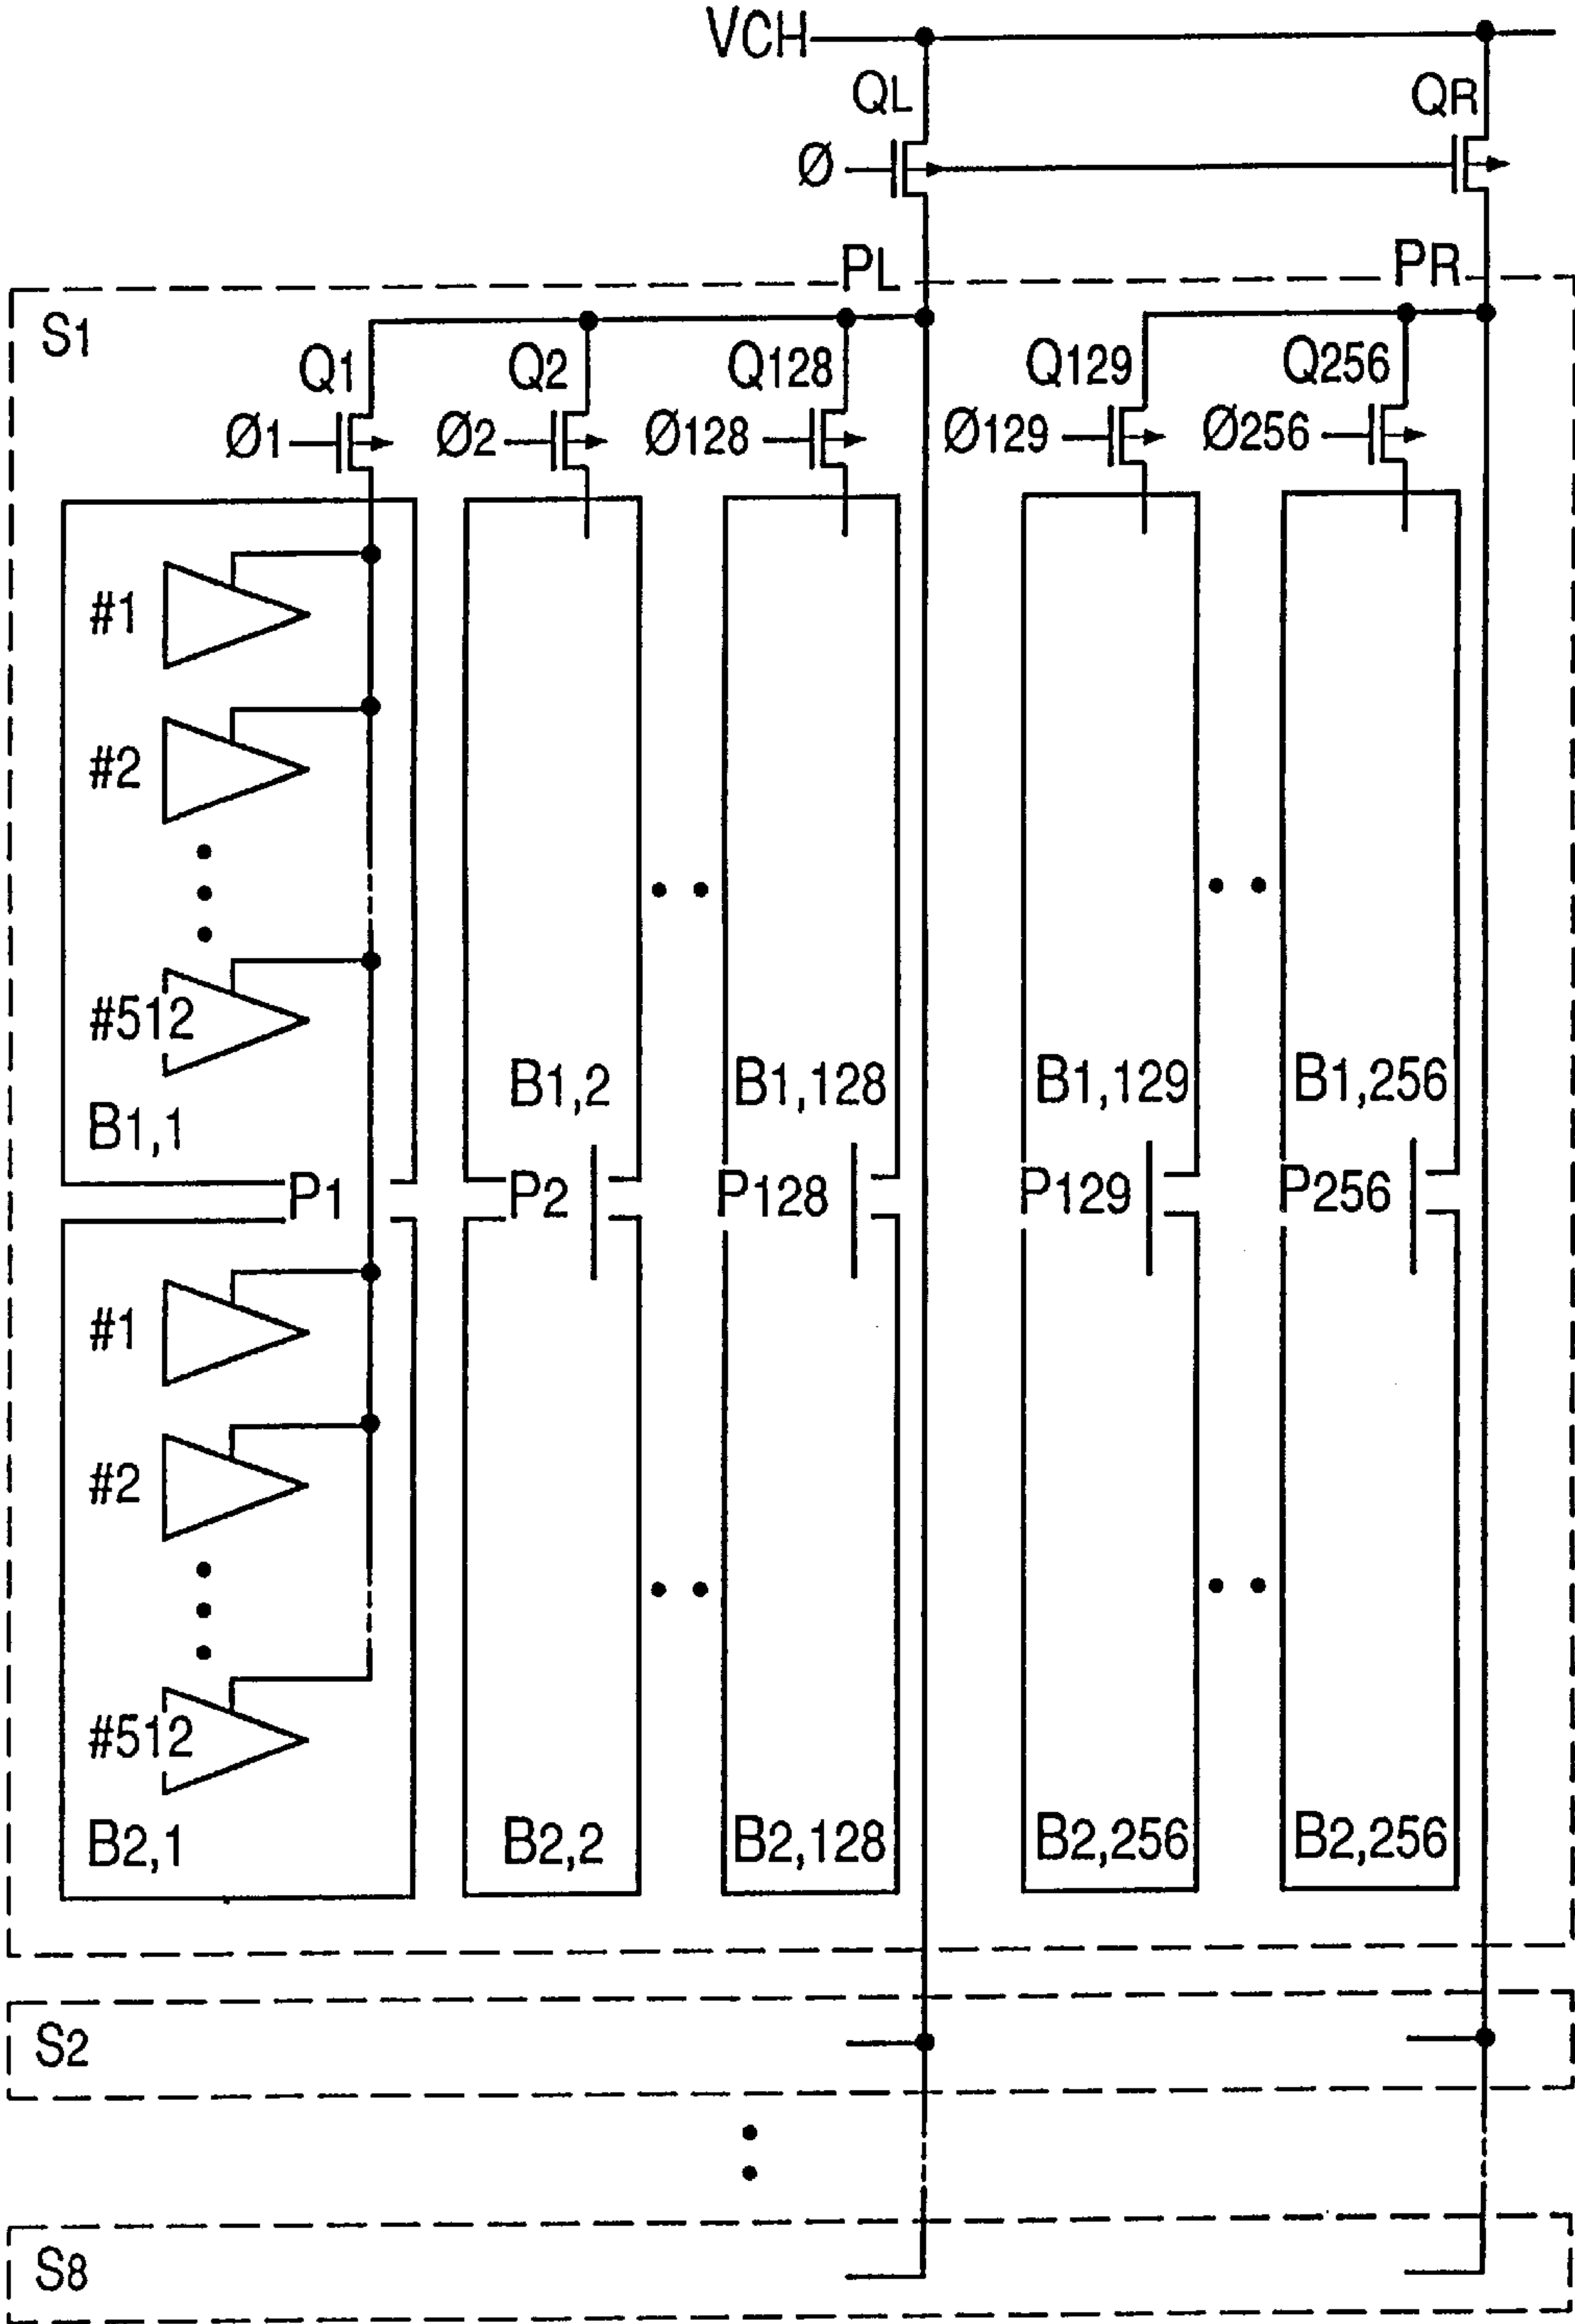 VCH
QL QR
Ø
PL PR
S1
Q1 Q2 Q128 Q129 Q256
Ø1 Ø2 Ø128 Ø129 Ø256
#1
#2
#512
B1,1 B1,2 B1,128 B1,129 B1,256
P1 P2 P128 P129 P256
#1
#2
#512
B2,1 B2,2 B2,128 B2,256 B2,256
S2
S8